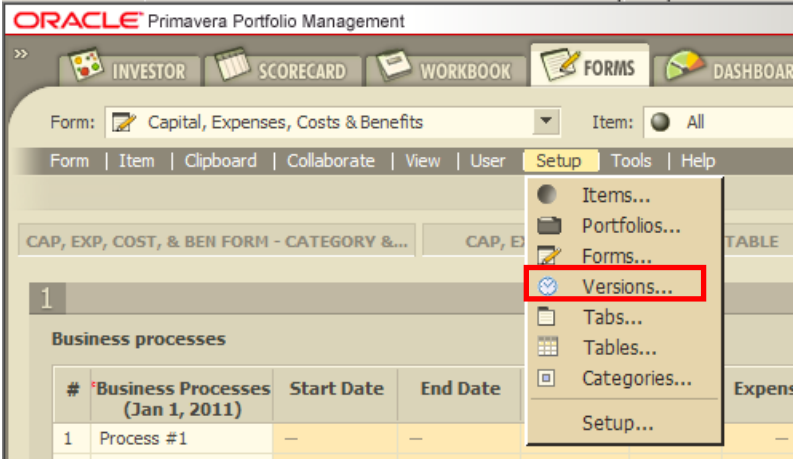 ORACLE Primavera Portfolio Management
» INVESTOR SCORECARD WORKBOOK FORMS DASHBOAR
Form: Capital, Expenses, Costs & Benefits Item: All
Form | Item | Clipboard | Collaborate | View | User Setup Tools | Help
Items...
Portfolios...
CAP, EXP, COST, & BEN FORM - CATEGORY &... CAP, E TABLE
Forms...
1 Versions...
Tabs...
Business processes
Tables...
Categories...
# *Business Processes (Jan 1, 2011) Start Date End Date Expens
Setup...
1 Process #1 — — —